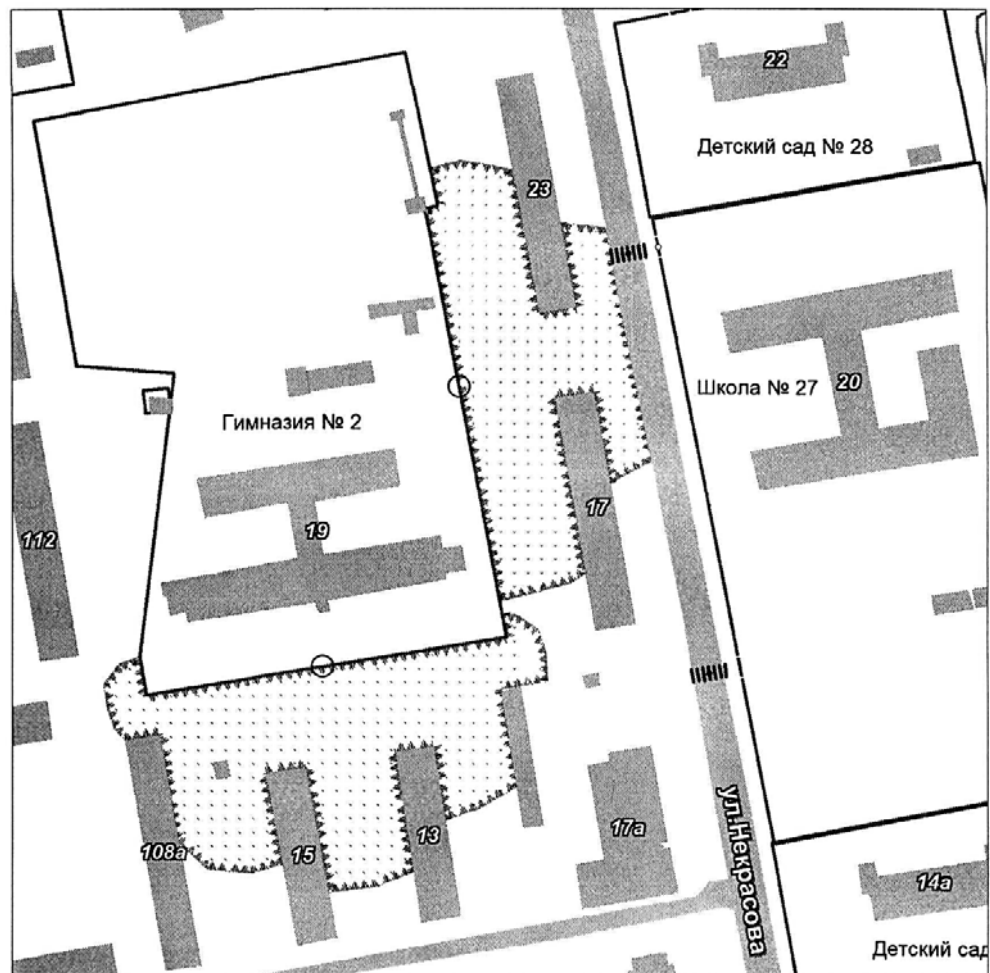 22
Детский сад № 28
23
Школа № 27
20
Гимназия № 2
112
19
17
108а
15
13
17а
ул.Некрасова
14а
Детский сад